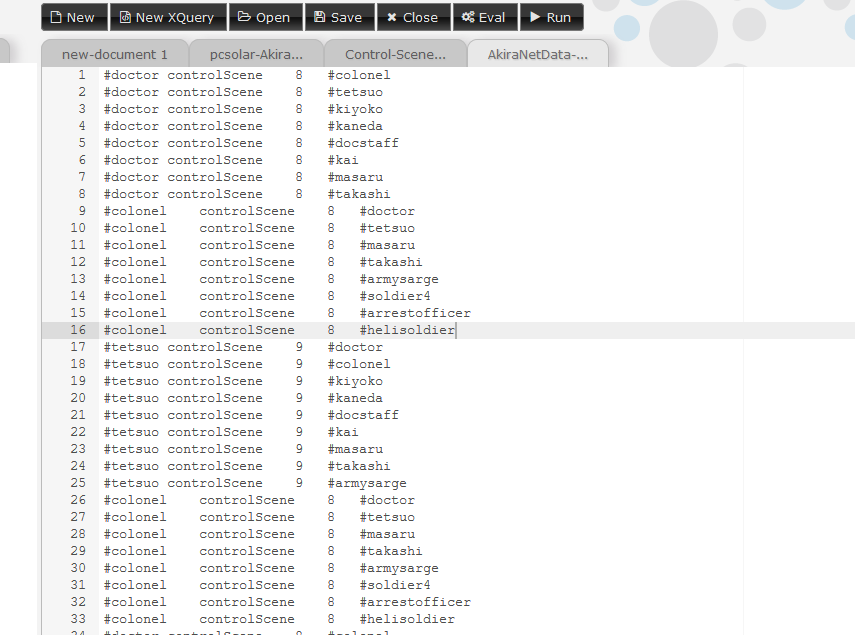 New New XQuery Open Save Close Eval Run
new-document 1 pcsolar-Akira... Control-Scene... AkiraNetData-...
1 #doctor controlScene 8 #colonel
2 #doctor controlScene 8 #tetsuo
3 #doctor controlScene 8 #kiyoko
4 #doctor controlScene 8 #kaneda
5 #doctor controlScene 8 #docstaff
6 #doctor controlScene 8 #kai
7 #doctor controlScene 8 #masaru
8 #doctor controlScene 8 #takashi
9 #colonel controlScene 8 #doctor
10 #colonel controlScene 8 #tetsuo
11 #colonel controlScene 8 #masaru
12 #colonel controlScene 8 #takashi
13 #colonel controlScene 8 #armysarge
14 #colonel controlScene 8 #soldier4
15 #colonel controlScene 8 #arrestofficer
16 #colonel controlScene 8 #helisoldier
17 #tetsuo controlScene 9 #doctor
18 #tetsuo controlScene 9 #colonel
19 #tetsuo controlScene 9 #kiyoko
20 #tetsuo controlScene 9 #kaneda
21 #tetsuo controlScene 9 #docstaff
22 #tetsuo controlScene 9 #kai
23 #tetsuo controlScene 9 #masaru
24 #tetsuo controlScene 9 #takashi
25 #tetsuo controlScene 9 #armysarge
26 #colonel controlScene 8 #doctor
27 #colonel controlScene 8 #tetsuo
28 #colonel controlScene 8 #masaru
29 #colonel controlScene 8 #takashi
30 #colonel controlScene 8 #armysarge
31 #colonel controlScene 8 #soldier4
32 #colonel controlScene 8 #arrestofficer
33 #colonel controlScene 8 #helisoldier